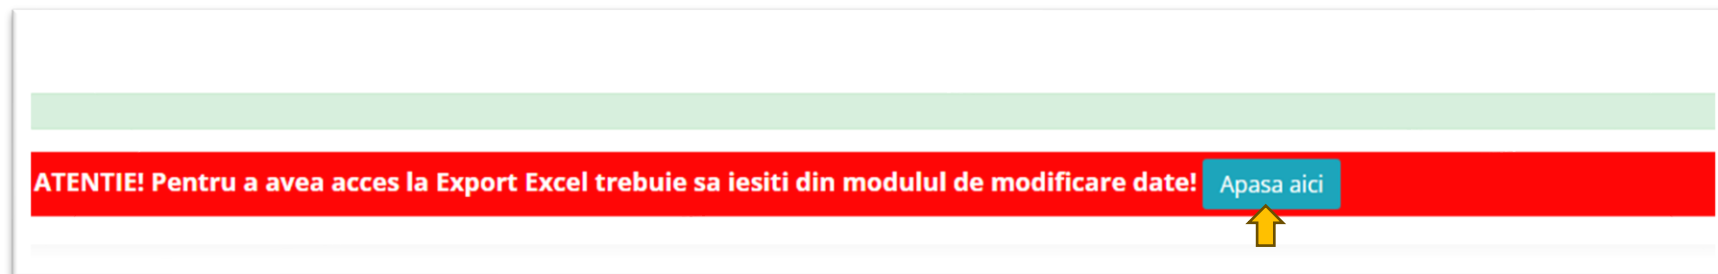 ATENTIE! Pentru a avea acces la Export Excel trebuie sa iesiti din modulul de modificare date! Apasa aici